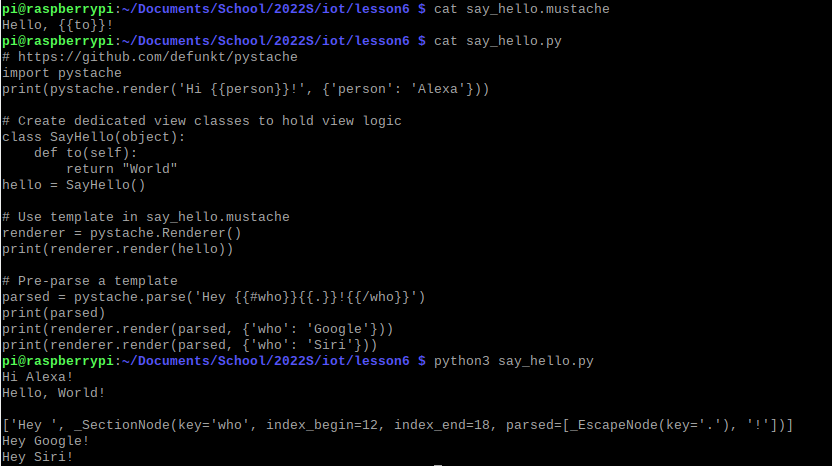 pi@raspberrypi:~/Documents/School/2022S/iot/lesson6 $ cat say_hello.mustache
Hello, {{to}}!
pi@raspberrypi:~/Documents/School/2022S/iot/lesson6 $ cat say_hello.py
# https://github.com/defunkt/pystache
import pystache
print(pystache.render('Hi {{person}}!', {'person': 'Alexa'}))

# Create dedicated view classes to hold view logic
class SayHello(object):
    def to(self):
        return "World"
hello = SayHello()

# Use template in say_hello.mustache
renderer = pystache.Renderer()
print(renderer.render(hello))

# Pre-parse a template
parsed = pystache.parse('Hey {{#who}}{{.}}!{{/who}}')
print(parsed)
print(renderer.render(parsed, {'who': 'Google'}))
print(renderer.render(parsed, {'who': 'Siri'}))
pi@raspberrypi:~/Documents/School/2022S/iot/lesson6 $ python3 say_hello.py
Hi Alexa!
Hello, World!

['Hey ', _SectionNode(key='who', index_begin=12, index_end=18, parsed=[_EscapeNode(key='.'), '!'])]
Hey Google!
Hey Siri!